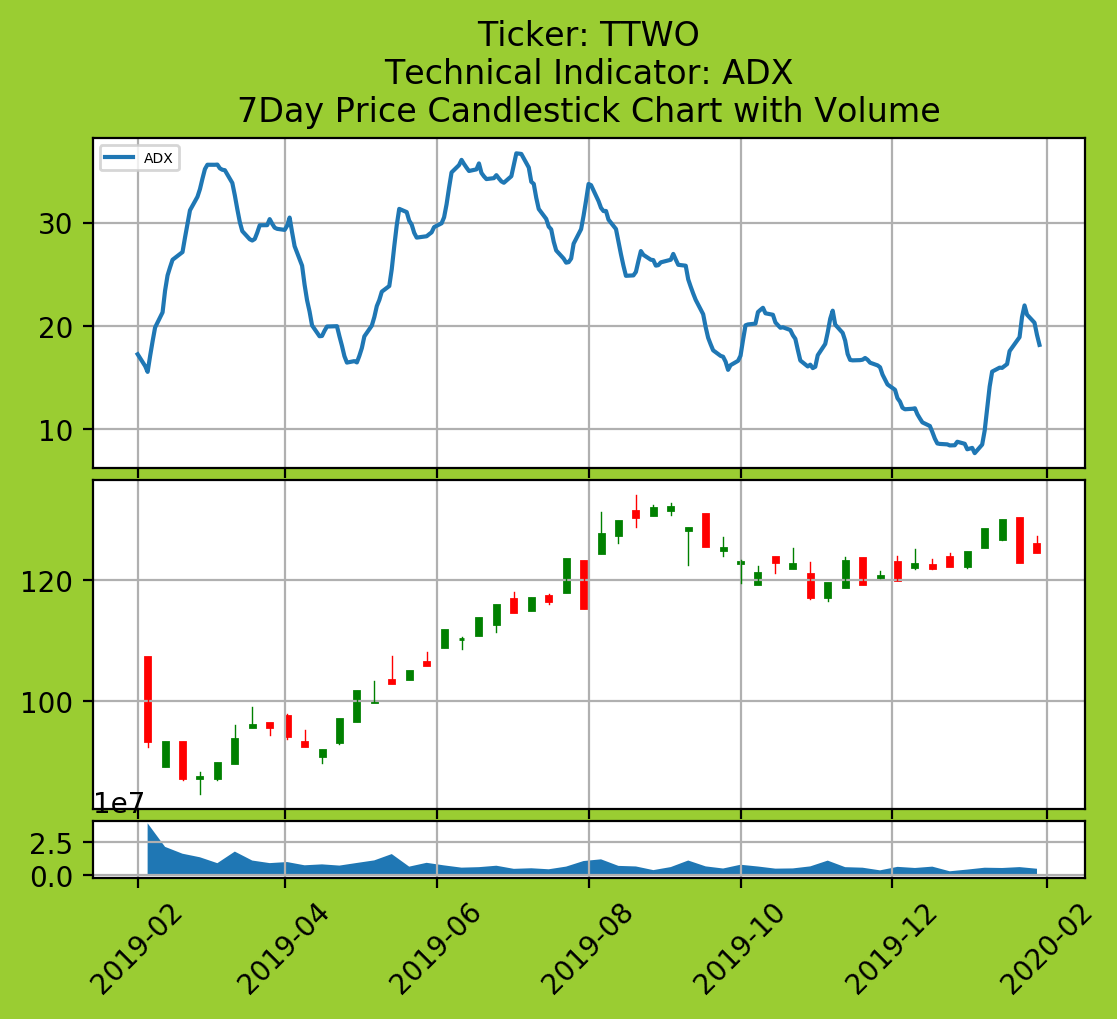 Ticker: TTWO
Technical Indicator: ADX
7Day Price Candlestick Chart with Volume
ADX
30
20
10
120
100
1e7
2.5
0.0
2019-02
2019-04
2019-06
2019-08
2019-10
2019-12
2020-02